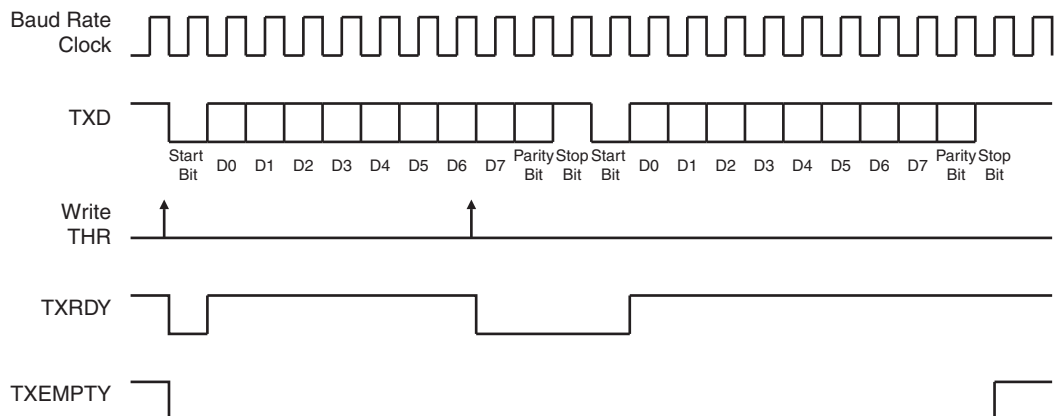 Baud Rate
Clock
TXD
Start
Bit
D0
D1
D2
D3
D4
D5
D6
D7
Parity
Bit
Stop
Bit
Start
Bit
D0
D1
D2
D3
D4
D5
D6
D7
Parity
Bit
Stop
Bit
Write
THR
TXRDY
TXEMPTY